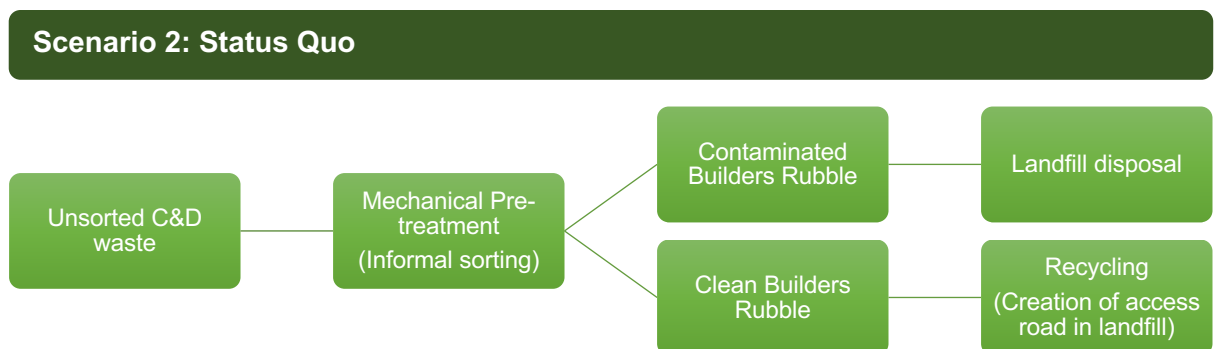 Scenario 2: Status Quo
Unsorted C&D
waste
Mechanical Pre-
treatment
(Informal sorting)
Contaminated
Builders Rubble
Landfill disposal
Clean Builders
Rubble
Recycling
(Creation of access
road in landfill)